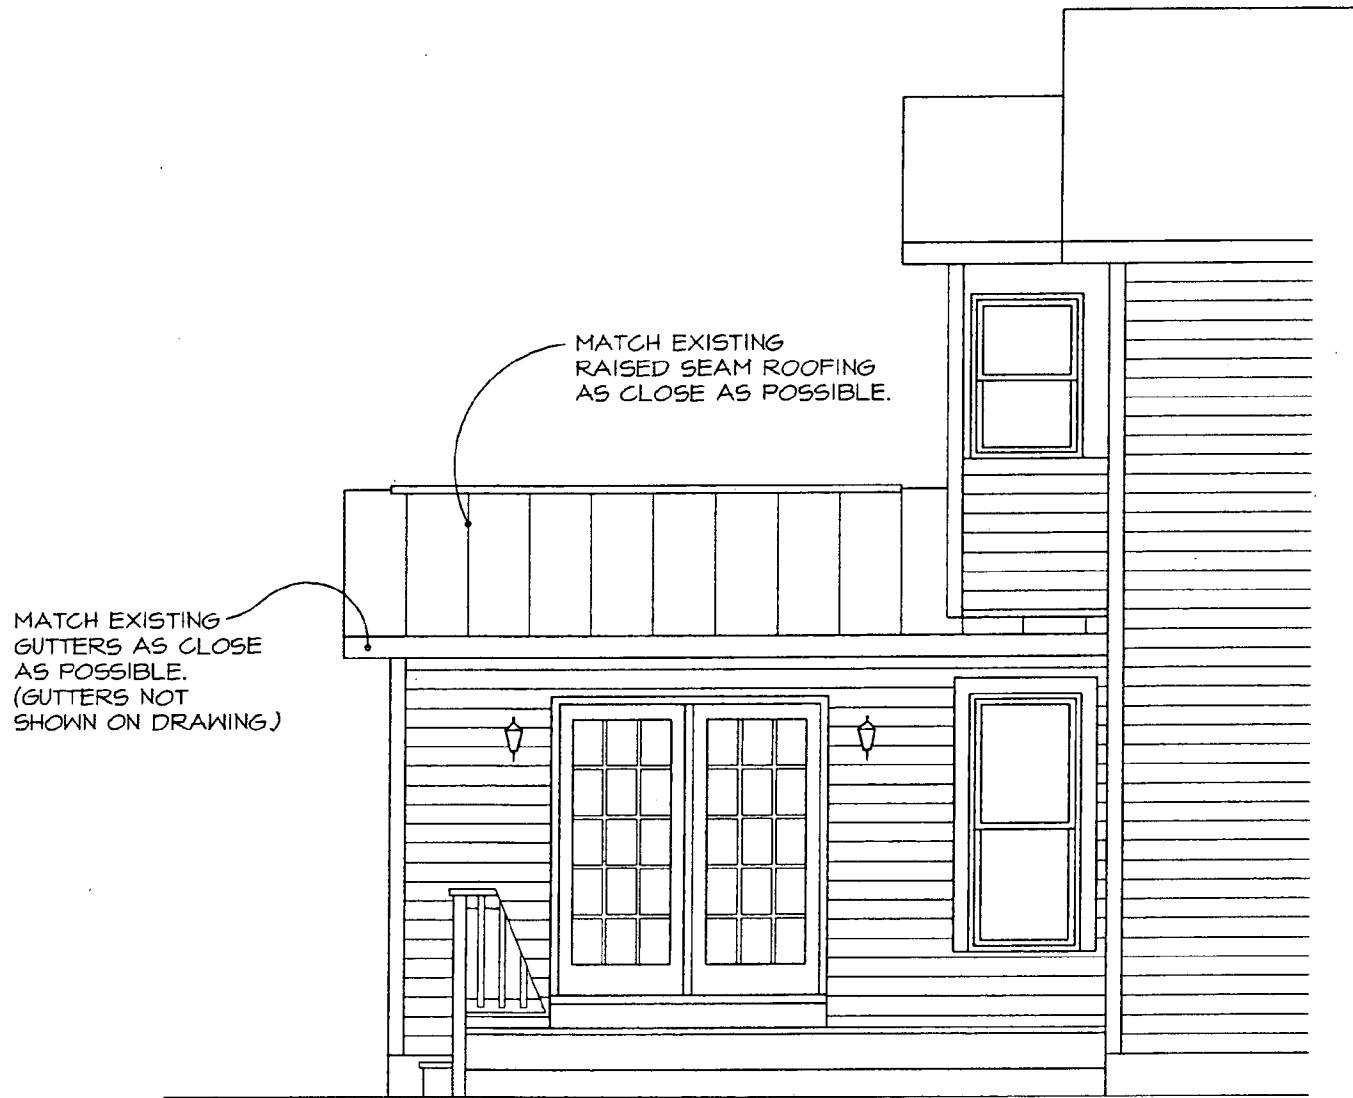 MATCH EXISTING
RAISED SEAM ROOFING
AS CLOSE AS POSSIBLE.
MATCH EXISTING
GUTTERS AS CLOSE
AS POSSIBLE.
(GUTTERS NOT
SHOWN ON DRAWING.)